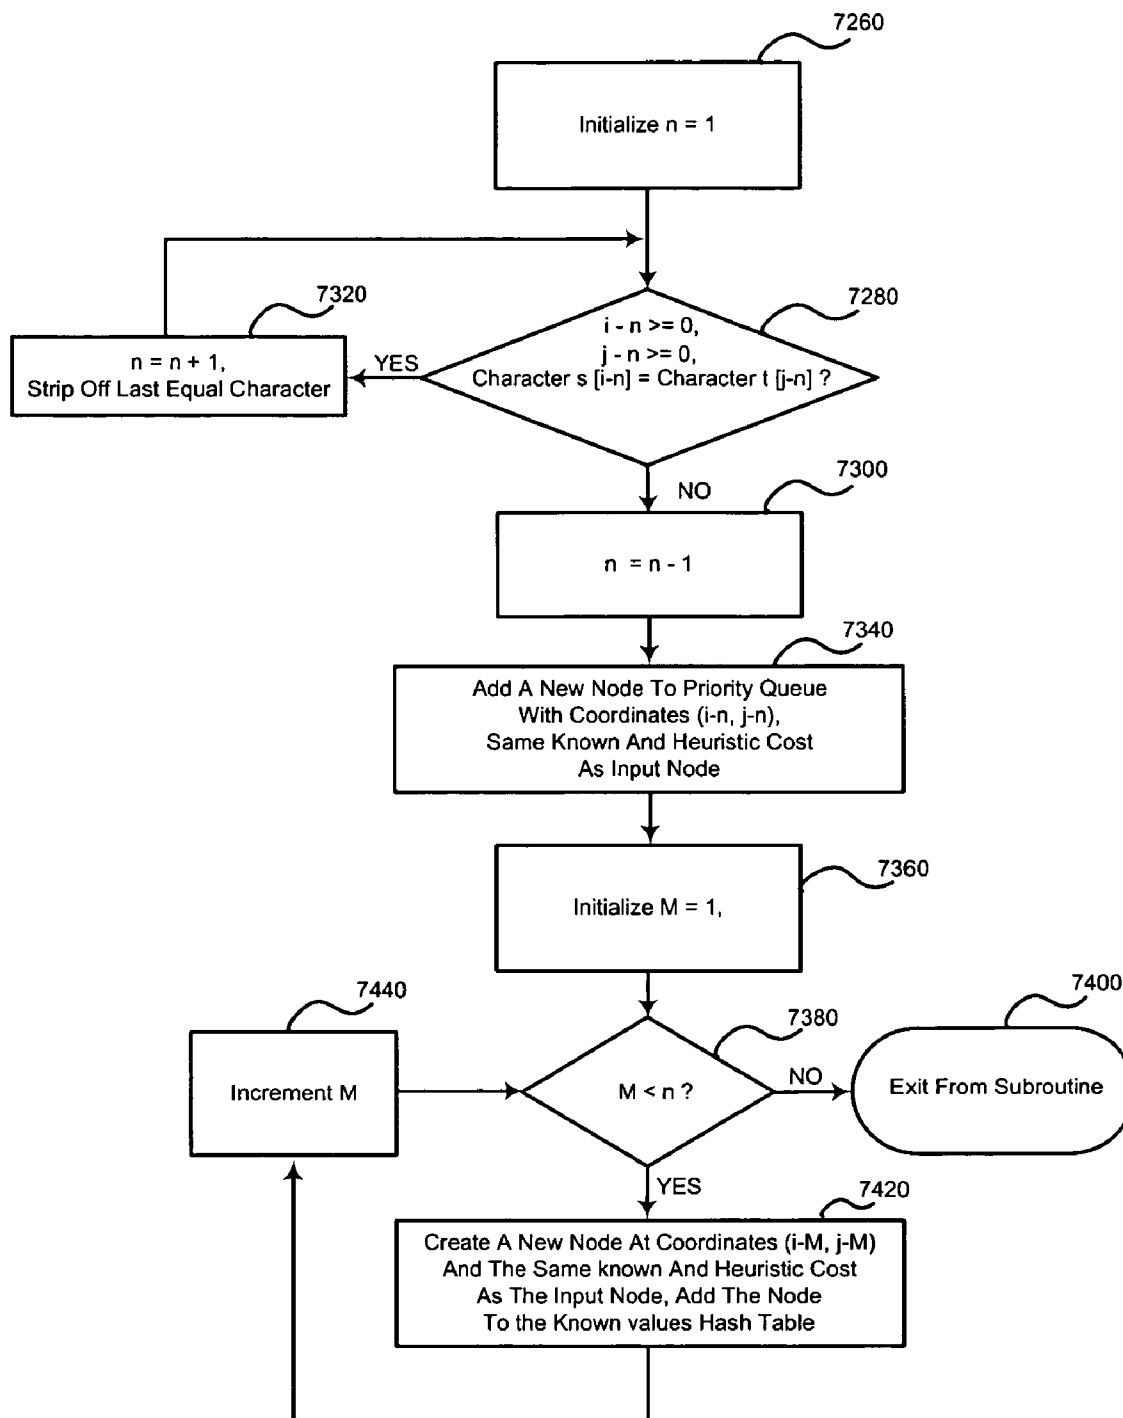 7260
Initialize n = 1
7320
n = n + 1,
Strip Off Last Equal Character
YES
7280
i - n >= 0,
j - n >= 0,
Character s [i-n] = Character t [j-n] ?
NO
7300
n = n - 1
7340
Add A New Node To Priority Queue
With Coordinates (i-n, j-n),
Same Known And Heuristic Cost
As Input Node
7360
Initialize M = 1,
7440
Increment M
7380
M < n ?
NO
7400
Exit From Subroutine
YES
7420
Create A New Node At Coordinates (i-M, j-M)
And The Same known And Heuristic Cost
As The Input Node, Add The Node
To the Known values Hash Table